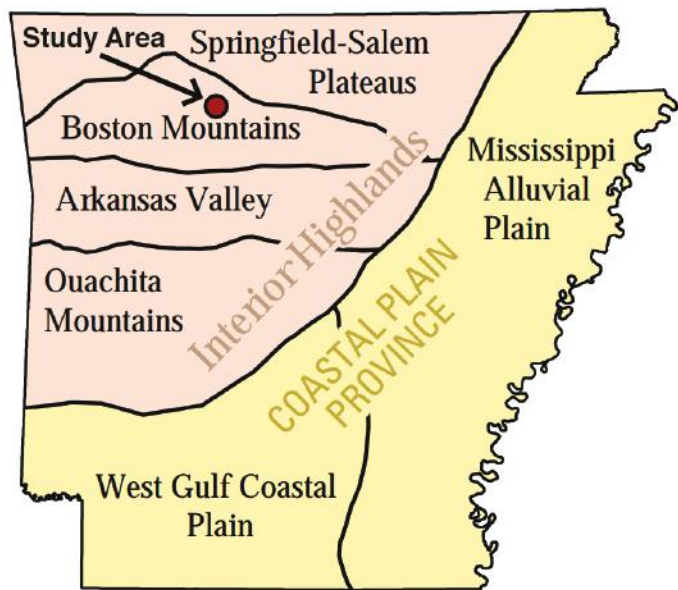 Study Area
Springfield-Salem
Plateaus
Boston Mountains
Arkansas Valley
Ouachita
Mountains
Interior Highlands
Mississippi
Alluvial
Plain
COASTAL PLAIN
PROVINCE
West Gulf Coastal
Plain